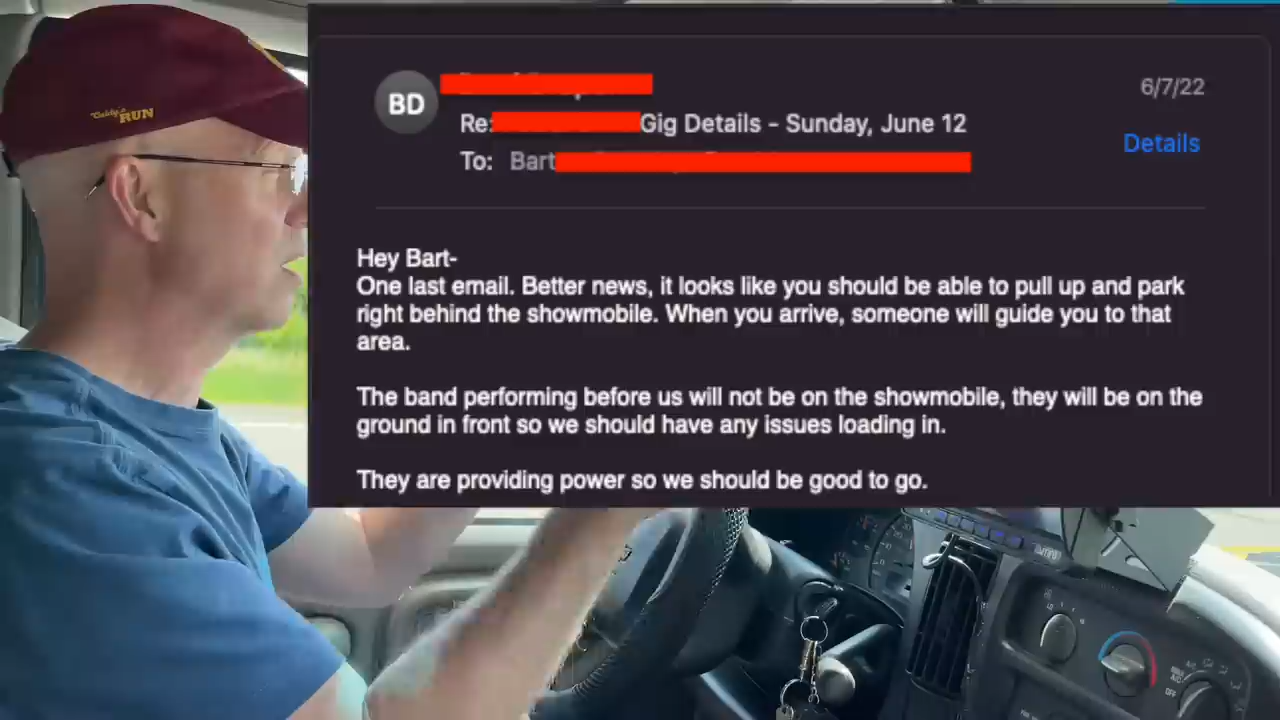 Caddy's
RUN
BD
6/7/22
Re: Gig Details - Sunday, June 12
Details
To: Bart
Hey Bart-
One last email. Better news, it looks like you should be able to pull up and park
right behind the showmobile. When you arrive, someone will guide you to that
area.
The band performing before us will not be on the showmobile, they will be on the
ground in front so we should have any issues loading in.
They are providing power so we should be good to go.
LO
MAX
A/C
OFF